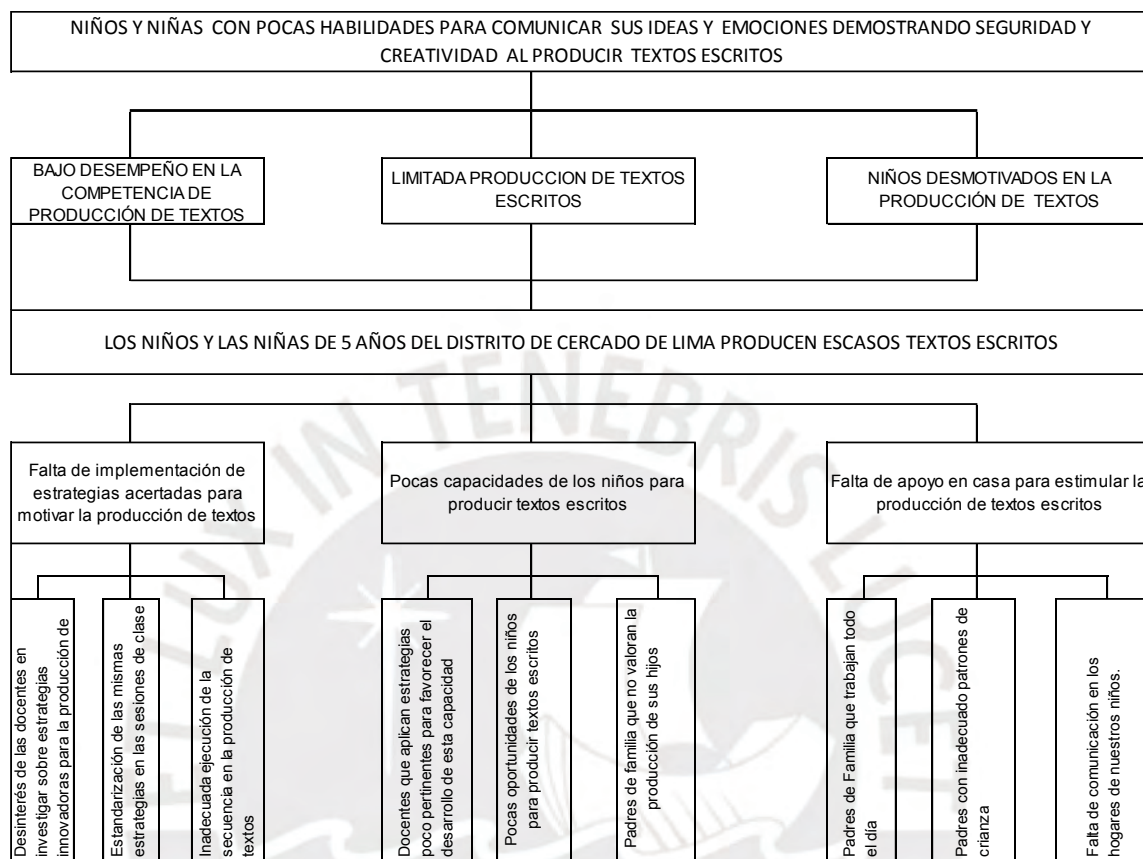 NIÑOS Y NIÑAS CON POCAS HABILIDADES PARA COMUNICAR SUS IDEAS Y EMOCIONES DEMOSTRANDO SEGURIDAD Y
CREATIVIDAD AL PRODUCIR TEXTOS ESCRITOS
BAJO DESEMPEÑO EN LA
COMPETENCIA DE
PRODUCCIÓN DE TEXTOS
LIMITADA PRODUCCION DE TEXTOS
ESCRITOS
NIÑOS DESMOTIVADOS EN LA
PRODUCCIÓN DE TEXTOS
LOS NIÑOS Y LAS NIÑAS DE 5 AÑOS DEL DISTRITO DE CERCADO DE LIMA PRODUCEN ESCASOS TEXTOS ESCRITOS
Falta de implementación de
estrategias acertadas para
motivar la producción de textos
Pocas capacidades de los niños para
producir textos escritos
Falta de apoyo en casa para estimular la
producción de textos escritos
Desinterés de las docentes en
investigar sobre estrategias
innovadoras para la producción de
Estandarización de las mismas
estrategias en las sesiones de clase
Inadecuada ejecución de la
secuencia en la producción de
textos
Docentes que aplican estrategias
poco pertinentes para favorecer el
desarrollo de esta capacidad
Pocas oportunidades de los niños
para producir textos escritos
Padres de familia que no valoran la
producción de sus hijos
Padres de Familia que trabajan todo
el día
Padres con inadecuado patrones de
crianza
Falta de comunicación en los
hogares de nuestros niños.
ET LUX IN TENEBRIS LUCET